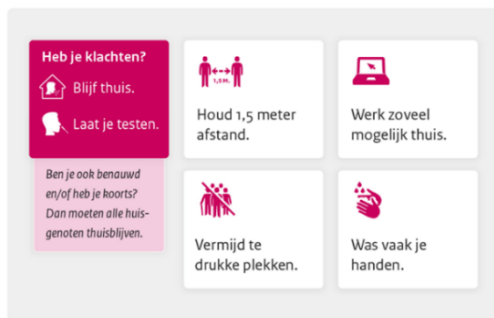 Heb je klachten?
Blijf thuis.
Laat je testen.
Ben je ook benauwd
en/of heb je koorts?
Dan moeten alle huis-
genoten thuisblijven.
1,5 m.
Houd 1,5 meter
afstand.
Werk zoveel
mogelijk thuis.
Vermijd te
drukke plekken.
Was vaak je
handen.